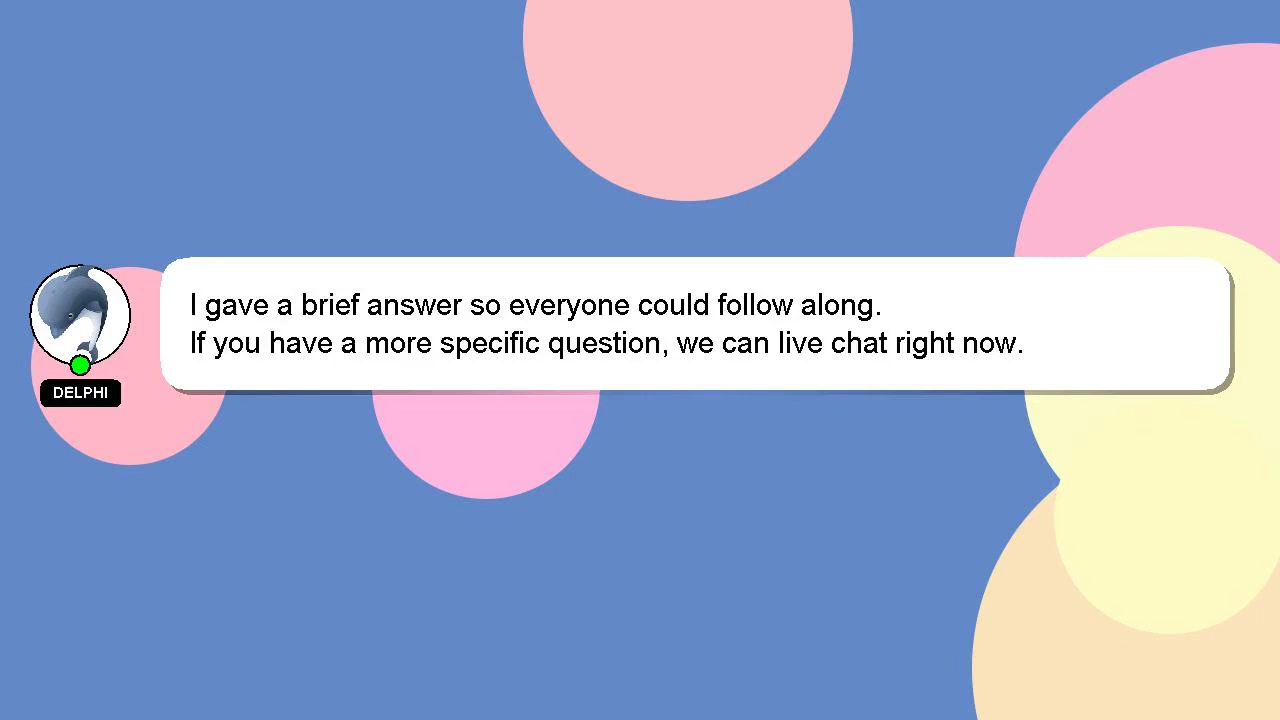 I gave a brief answer so everyone could follow along.
If you have a more specific question, we can live chat right now.
DELPHI